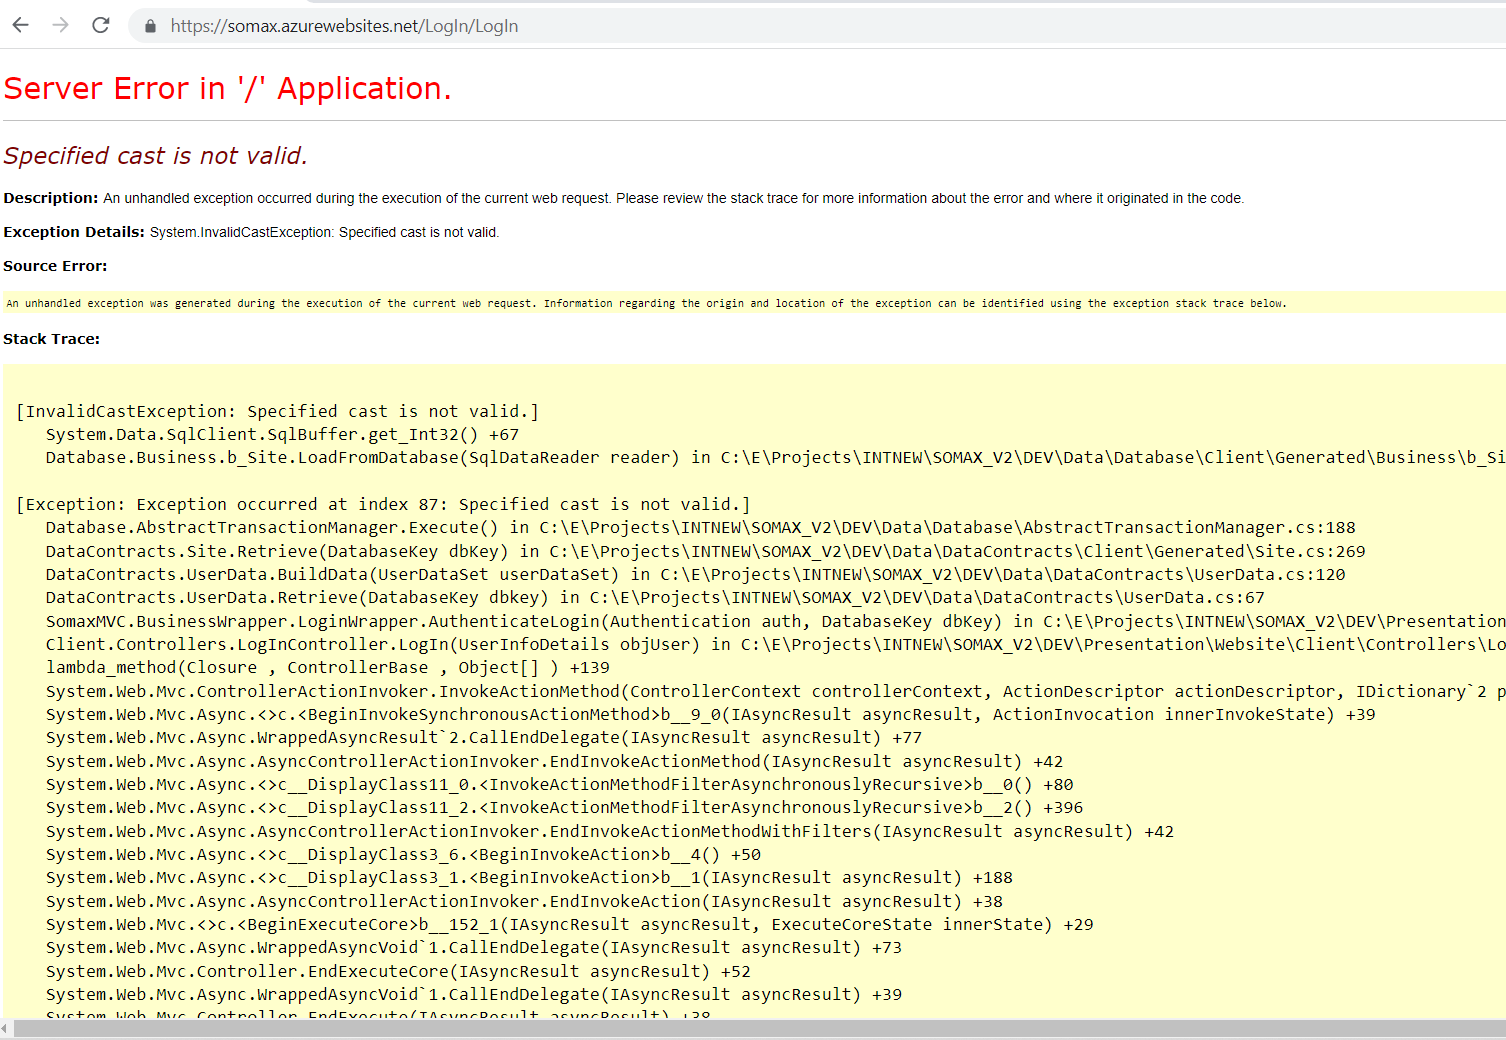 https://somax.azurewebsites.net/LogIn/LogIn
Server Error in '/' Application.
Specified cast is not valid.
Description: An unhandled exception occurred during the execution of the current web request. Please review the stack trace for more information about the error and where it originated in the code.
Exception Details: System.InvalidCastException: Specified cast is not valid.
Source Error:
An unhandled exception was generated during the execution of the current web request. Information regarding the origin and location of the exception can be identified using the exception stack trace below.
Stack Trace:
[InvalidCastException: Specified cast is not valid.]
System.Data.SqlClient.SqlBuffer.get_Int32() +67
Database.Business.b_Site.LoadFromDatabase(SqlDataReader reader) in C:\E\Projects\INTNEW\SOMAX_V2\DEV\Data\Database\Client\Generated\Business\b_Si
[Exception: Exception occurred at index 87: Specified cast is not valid.]
Database.AbstractTransactionManager.Execute() in C:\E\Projects\INTNEW\SOMAX_V2\DEV\Data\Database\AbstractTransactionManager.cs:188
DataContracts.Site.Retrieve(DatabaseKey dbKey) in C:\E\Projects\INTNEW\SOMAX_V2\DEV\Data\DataContracts\Client\Generated\Site.cs:269
DataContracts.UserData.BuildData(UserDataSet userDataSet) in C:\E\Projects\INTNEW\SOMAX_V2\DEV\Data\DataContracts\UserData.cs:120
DataContracts.UserData.Retrieve(DatabaseKey dbkey) in C:\E\Projects\INTNEW\SOMAX_V2\DEV\Data\DataContracts\UserData.cs:67
SomaxMVC.BusinessWrapper.LoginWrapper.AuthenticateLogin(Authentication auth, DatabaseKey dbKey) in C:\E\Projects\INTNEW\SOMAX_V2\DEV\Presentation
Client.Controllers.LogInController.LogIn(UserInfoDetails objUser) in C:\E\Projects\INTNEW\SOMAX_V2\DEV\Presentation\Website\Client\Controllers\Lo
lambda_method(Closure , ControllerBase , Object[] ) +139
System.Web.Mvc.ControllerActionInvoker.InvokeActionMethod(ControllerContext controllerContext, ActionDescriptor actionDescriptor, IDictionary`2 p
System.Web.Mvc.Async.<>c.<BeginInvokeSynchronousActionMethod>b__9_0(IAsyncResult asyncResult, ActionInvocation innerInvokeState) +39
System.Web.Mvc.Async.WrappedAsyncResult`2.CallEndDelegate(IAsyncResult asyncResult) +77
System.Web.Mvc.Async.AsyncControllerActionInvoker.EndInvokeActionMethod(IAsyncResult asyncResult) +42
System.Web.Mvc.Async.<>c__DisplayClass11_0.<InvokeActionMethodFilterAsynchronouslyRecursive>b__0() +80
System.Web.Mvc.Async.<>c__DisplayClass11_2.<InvokeActionMethodFilterAsynchronouslyRecursive>b__2() +396
System.Web.Mvc.Async.AsyncControllerActionInvoker.EndInvokeActionMethodWithFilters(IAsyncResult asyncResult) +42
System.Web.Mvc.Async.<>c__DisplayClass3_6.<BeginInvokeAction>b__4() +50
System.Web.Mvc.Async.<>c__DisplayClass3_1.<BeginInvokeAction>b__1(IAsyncResult asyncResult) +188
System.Web.Mvc.Async.AsyncControllerActionInvoker.EndInvokeAction(IAsyncResult asyncResult) +38
System.Web.Mvc.<>c.<BeginExecuteCore>b__152_1(IAsyncResult asyncResult, ExecuteCoreState innerState) +29
System.Web.Mvc.Async.WrappedAsyncVoid`1.CallEndDelegate(IAsyncResult asyncResult) +73
System.Web.Mvc.Controller.EndExecuteCore(IAsyncResult asyncResult) +52
System.Web.Mvc.Async.WrappedAsyncVoid`1.CallEndDelegate(IAsyncResult asyncResult) +39
System.Web.Mvc.Controller.EndExecute(IAsyncResult asyncResult) +38